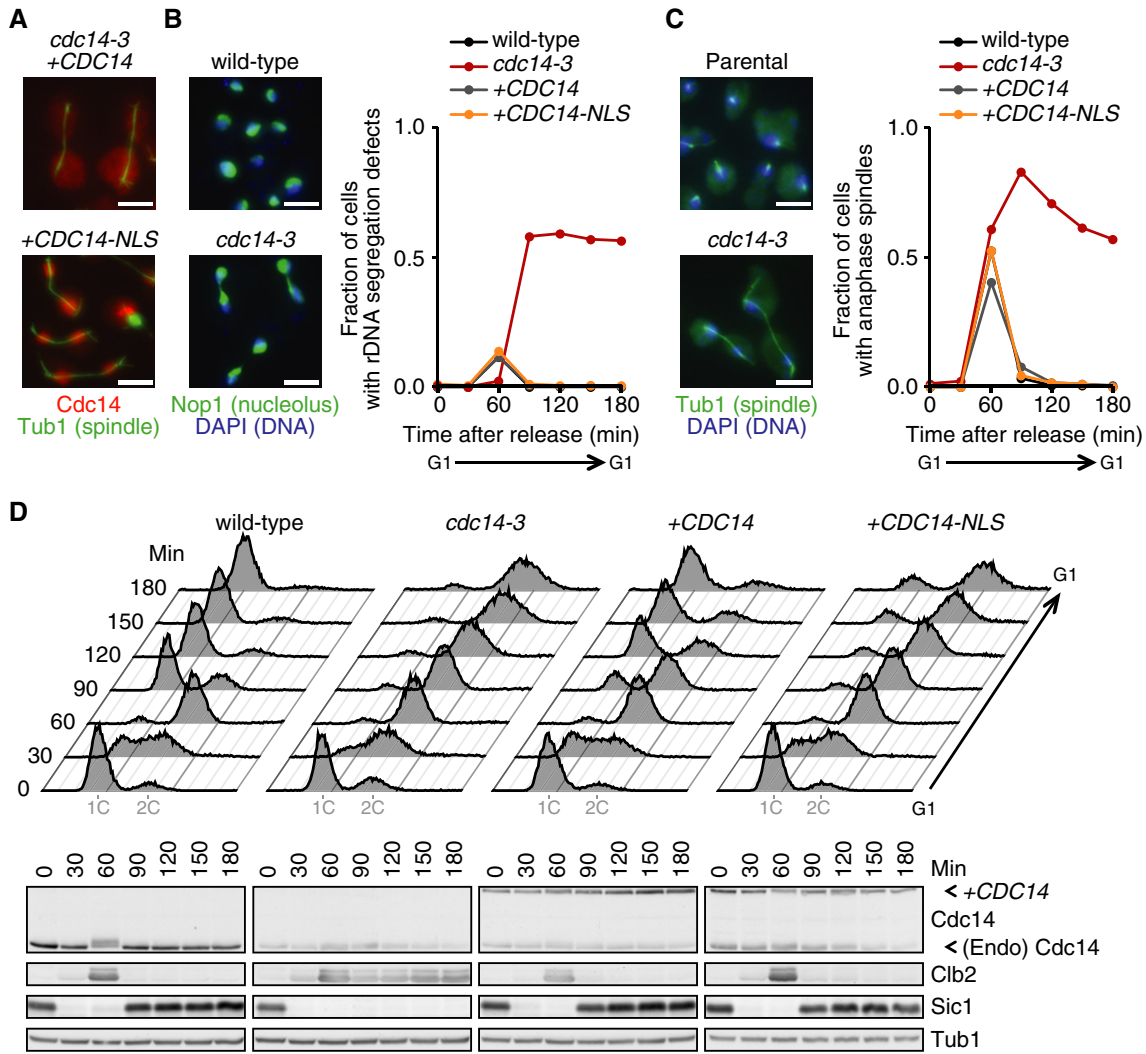 A
cdc14-3
+CDC14
+CDC14-NLS
Cdc14
Tub1 (spindle)
B
wild-type
cdc14-3
Nop1 (nucleolus)
DAPI (DNA)
wild-type
cdc14-3
+CDC14
+CDC14-NLS
Fraction of cells
with rDNA segregation defects
1.0
0.5
0.0
0 60 120 180
Time after release (min)
G1 G1
C
Parental
cdc14-3
Tub1 (spindle)
DAPI (DNA)
wild-type
cdc14-3
+CDC14
+CDC14-NLS
Fraction of cells
with anaphase spindles
1.0
0.5
0.0
0 60 120 180
Time after release (min)
G1 G1
D
wild-type cdc14-3 +CDC14 +CDC14-NLS
Min
180
150
120
90
60
30
0
G1
G1
1C 2C 1C 2C 1C 2C 1C 2C
0 30 60 90 120 150 180 0 30 60 90 120 150 180 0 30 60 90 120 150 180 0 30 60 90 120 150 180 Min
< +CDC14
Cdc14
< (Endo) Cdc14
Clb2
Sic1
Tub1